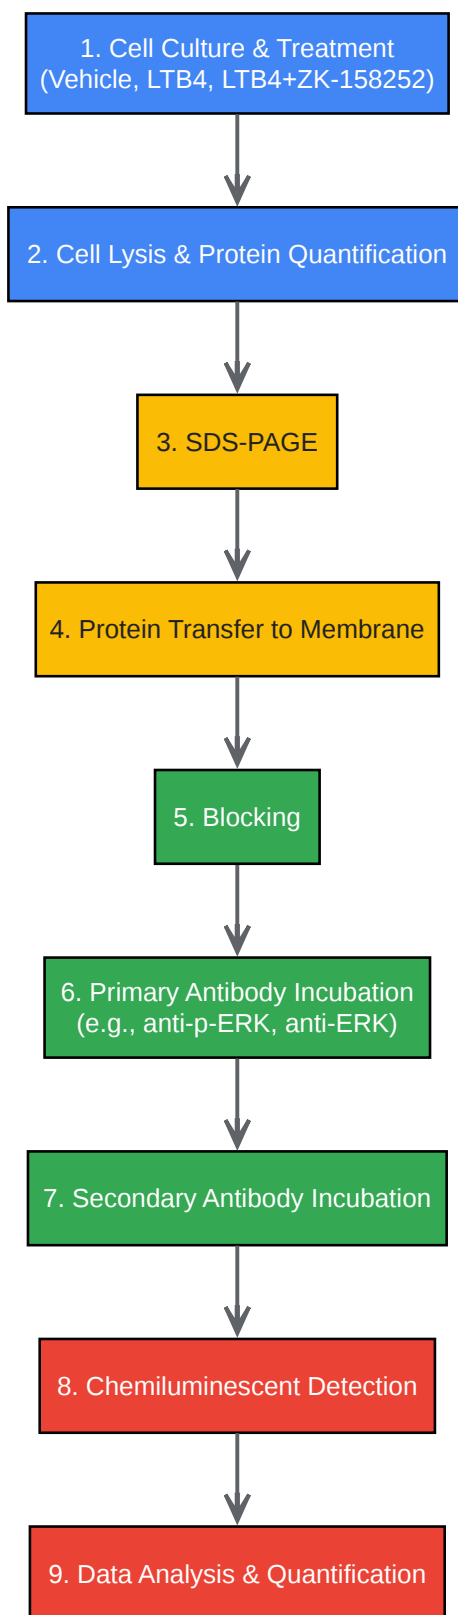 1. Cell Culture & Treatment
(Vehicle, LTB4, LTB4+ZK-158252)
2. Cell Lysis & Protein Quantification
3. SDS-PAGE
4. Protein Transfer to Membrane
5. Blocking
6. Primary Antibody Incubation
(e.g., anti-p-ERK, anti-ERK)
7. Secondary Antibody Incubation
8. Chemiluminescent Detection
9. Data Analysis & Quantification